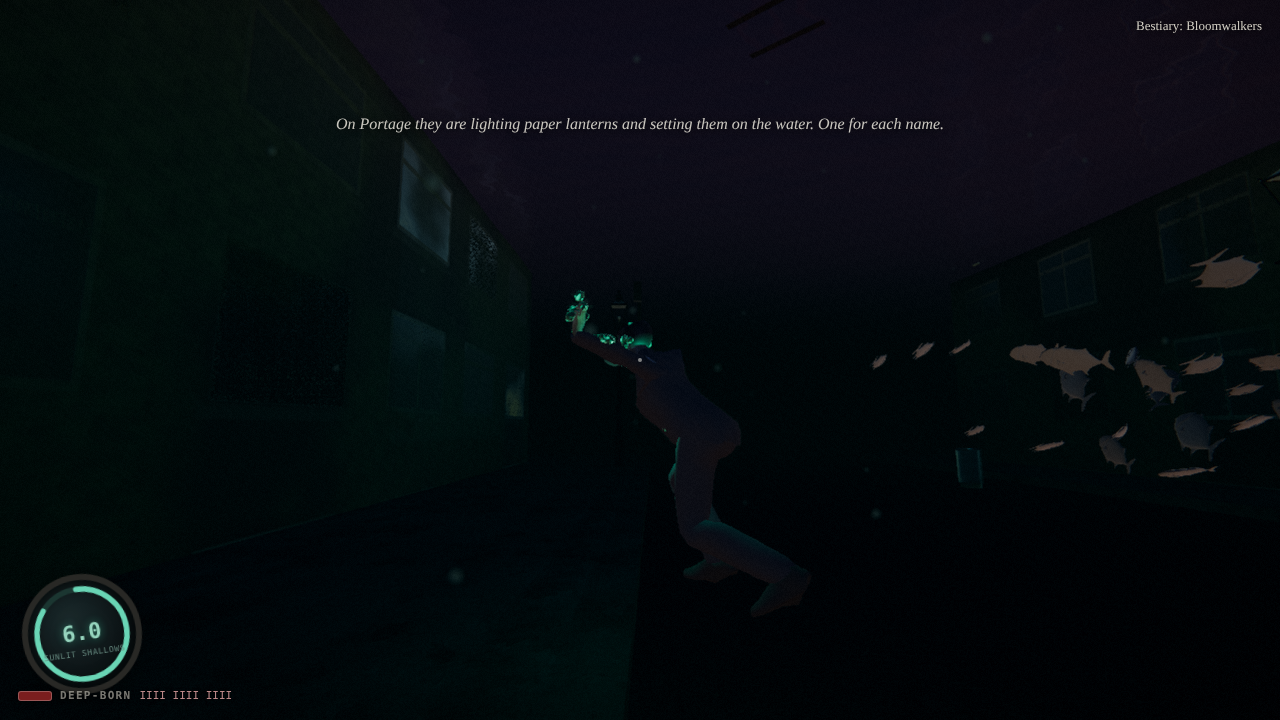 Bestiary: Bloomwalkers
On Portage they are lighting paper lanterns and setting them on the water. One for each name.
6.0
SUNLIT SHALLOWS
DEEP-BORN IIII IIII IIII